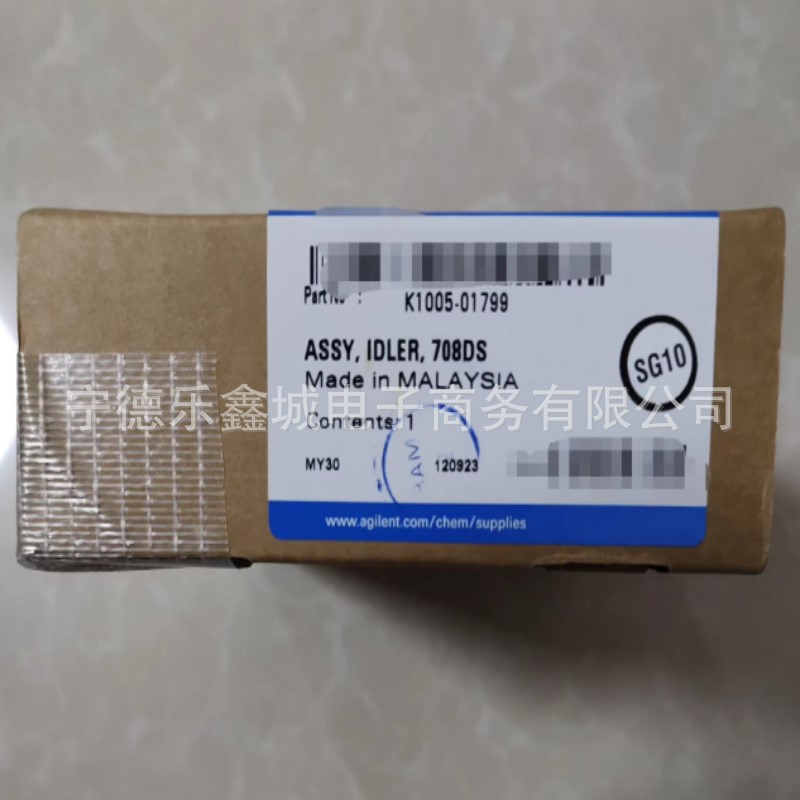 Part No : K1005-01799
ASSY, IDLER, 708DS
Made in MALAYSIA
SG10
宁德乐鑫城电子商务有限公司
Contents: 1
MY30 120923
www.agilent.com/chem/supplies